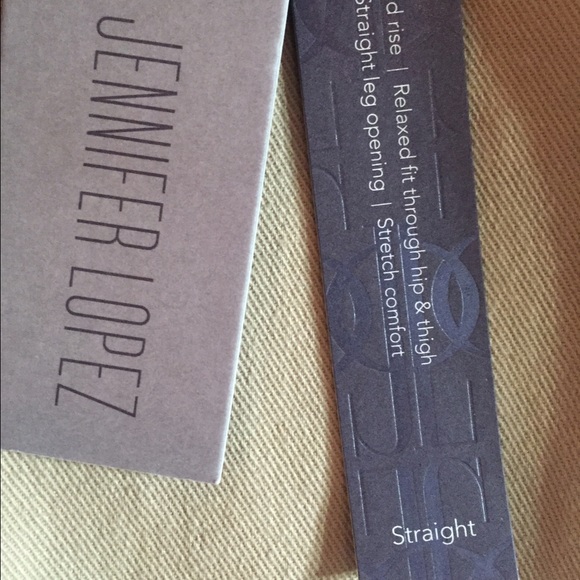 JENNIFER LOPEZ
d rise | Relaxed fit through hip & thigh
Straight leg opening | Stretch comfort
Straight